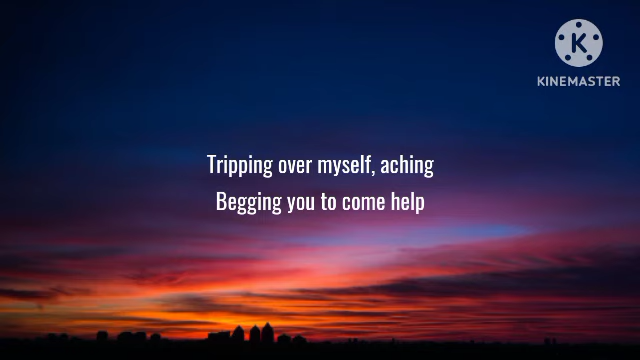 K
KINEMASTER
Tripping over myself, aching
Begging you to come help